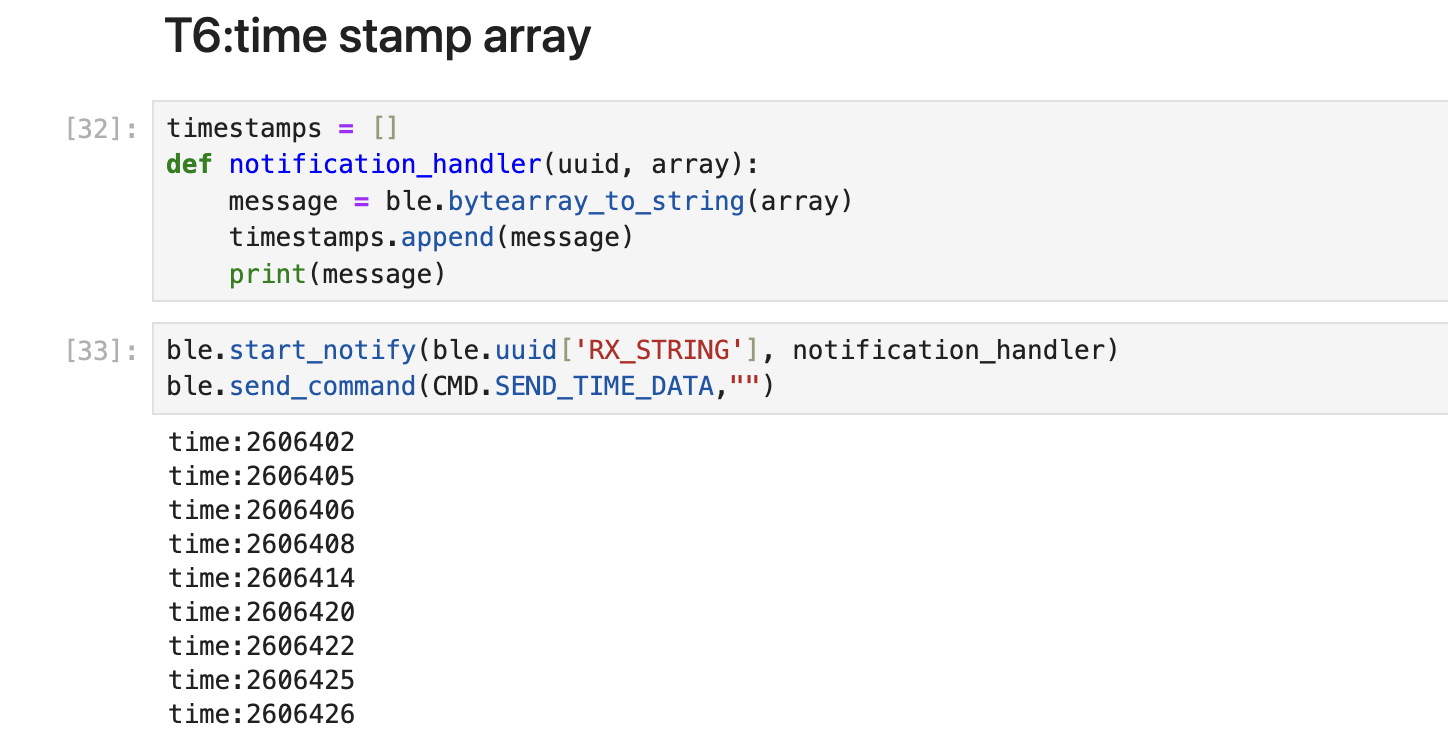 T6:time stamp array
[32]:
timestamps = []
def notification_handler(uuid, array):
    message = ble.bytearray_to_string(array)
    timestamps.append(message)
    print(message)
[33]:
ble.start_notify(ble.uuid['RX_STRING'], notification_handler)
ble.send_command(CMD.SEND_TIME_DATA,"")
time:2606402
time:2606405
time:2606406
time:2606408
time:2606414
time:2606420
time:2606422
time:2606425
time:2606426